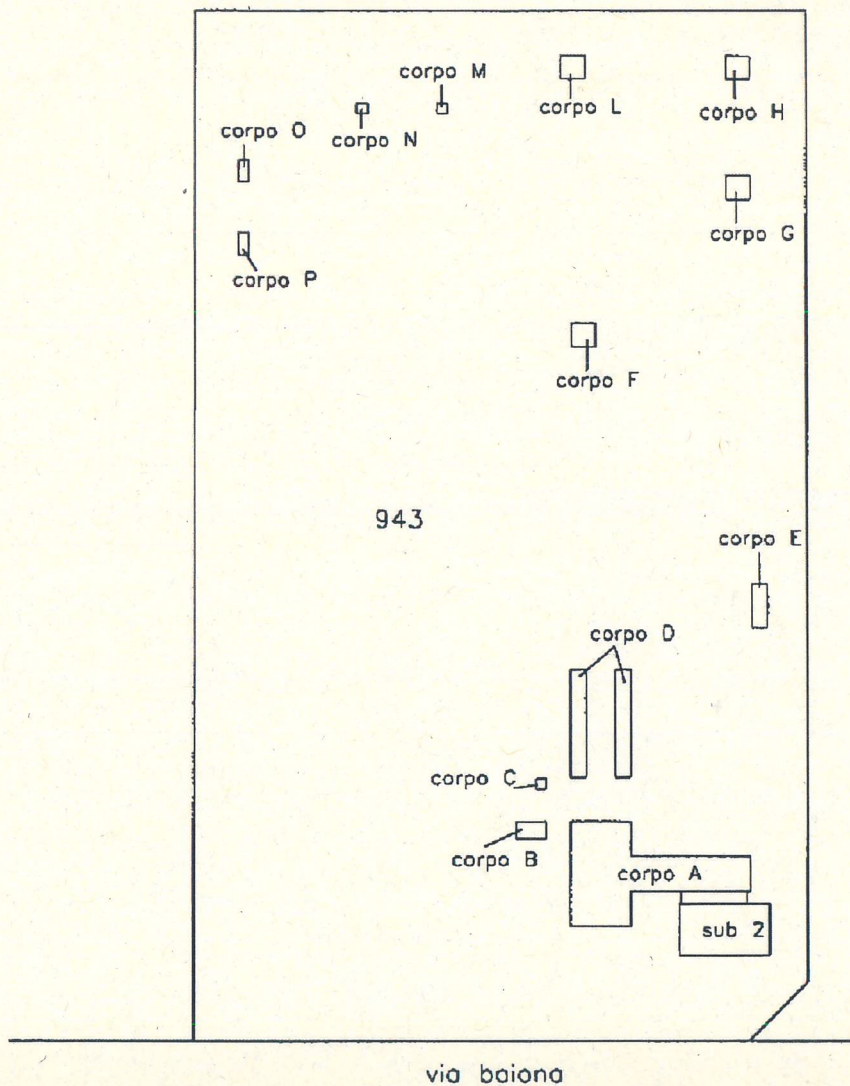 corpo M
corpo L
corpo H
corpo N
corpo O
corpo G
corpo P
corpo F
943
corpo E
corpo D
corpo C
corpo B
corpo A
sub 2
via baiona